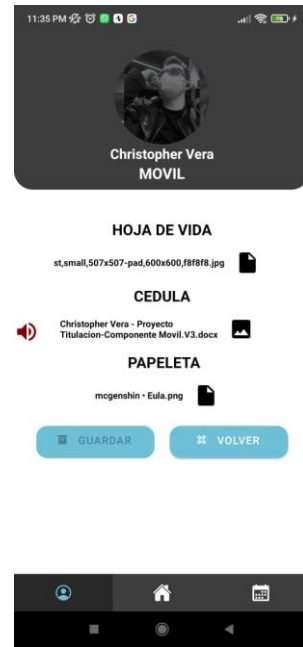 11:35 PM
Christopher Vera
MOVIL
HOJA DE VIDA
st,small,507x507-pad,600x600,f8f8f8.jpg
CEDULA
Christopher Vera - Proyecto
Titulacion-Componente Movil.V3.docx
PAPELETA
mcgenshin • Eula.png
GUARDAR
VOLVER